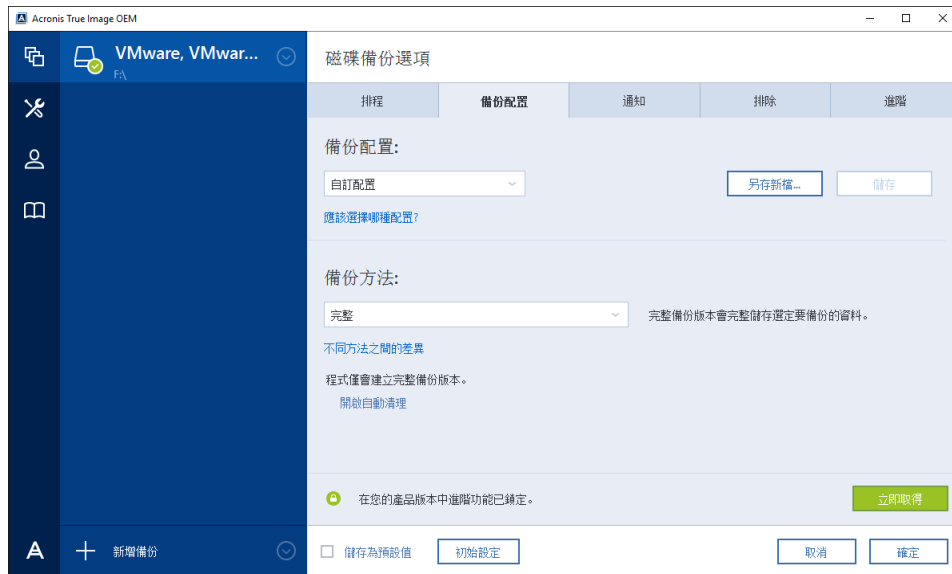 Acronis True Image OEM
VMware, VMwar...
F:\
磁碟備份選項
排程
備份配置
通知
排除
進階
備份配置:
自訂配置
另存新檔...
儲存
應該選擇哪種配置?
備份方法:
完整
完整備份版本會完整儲存選定要備份的資料。
不同方法之間的差異
程式僅會建立完整備份版本。
開啟自動清理
在您的產品版本中進階功能已鎖定。
立即取得
新增備份
儲存為預設值
初始設定
取消
確定